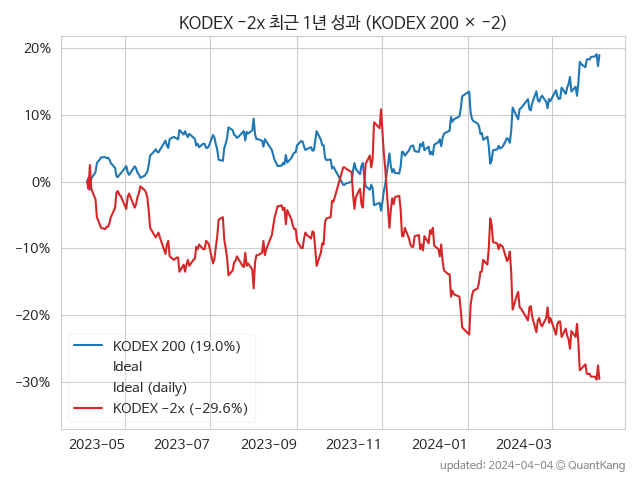 KODEX −2x 최근 1년 성과 (KODEX 200 × −2)
20%
10%
0%
−10%
−20%
−30%
KODEX 200 (19.0%)
Ideal
Ideal (daily)
KODEX −2x (−29.6%)
2023-05
2023-07
2023-09
2023-11
2024-01
2024-03
updated: 2024-04-04 © QuantKang